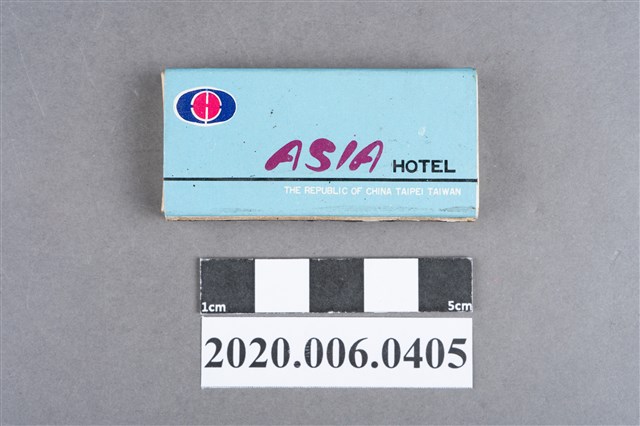 ASIA HOTEL
THE REPUBLIC OF CHINA TAIPEI TAIWAN
1cm 5cm
2020.006.0405